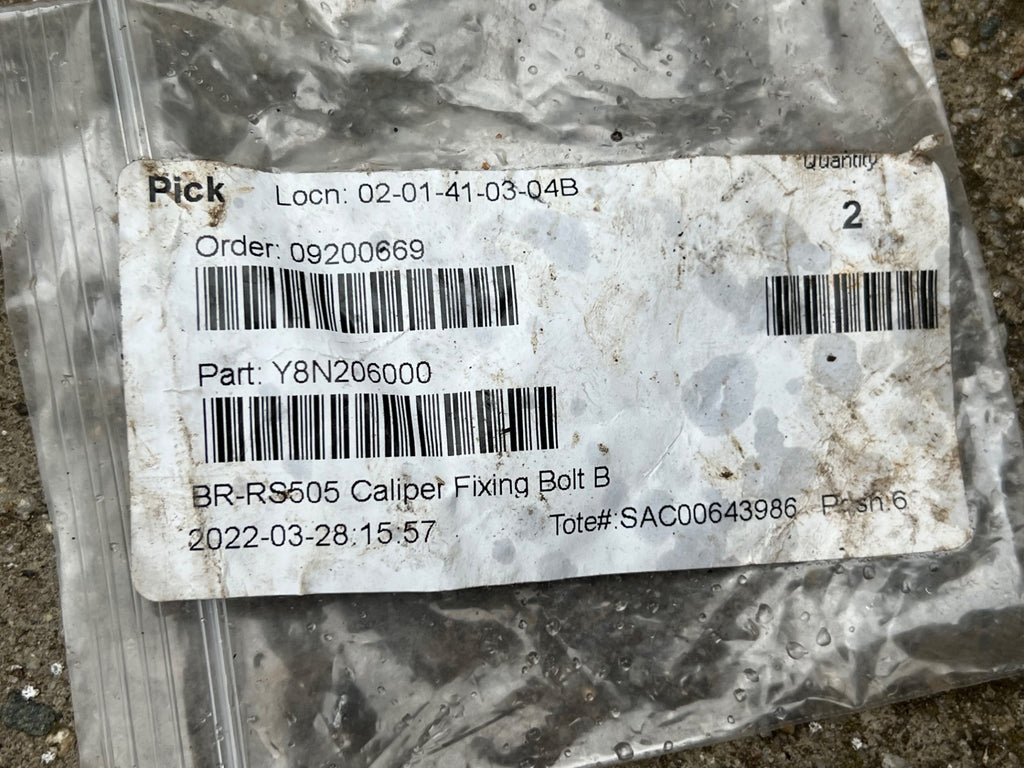 Pick Locn: 02-01-41-03-04B Quantity
2
Order: 09200669
Part: Y8N206000
BR-RS505 Caliper Fixing Bolt B
2022-03-28:15:57 Tote#:SAC00643986 Posn:6